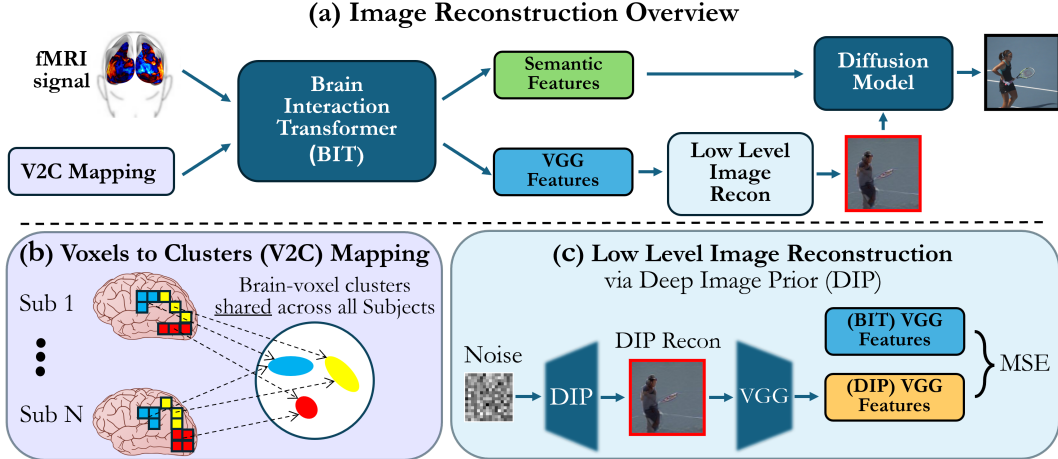 (a) Image Reconstruction Overview
fMRI
signal
V2C Mapping
Brain
Interaction
Transformer
(BIT)
Semantic
Features
VGG
Features
Low Level
Image
Recon
Diffusion
Model
(b) Voxels to Clusters (V2C) Mapping
Sub 1
Brain-voxel clusters
shared across all Subjects
Sub N
(c) Low Level Image Reconstruction
via Deep Image Prior (DIP)
Noise
DIP
DIP Recon
VGG
(BIT) VGG
Features
(DIP) VGG
Features
MSE